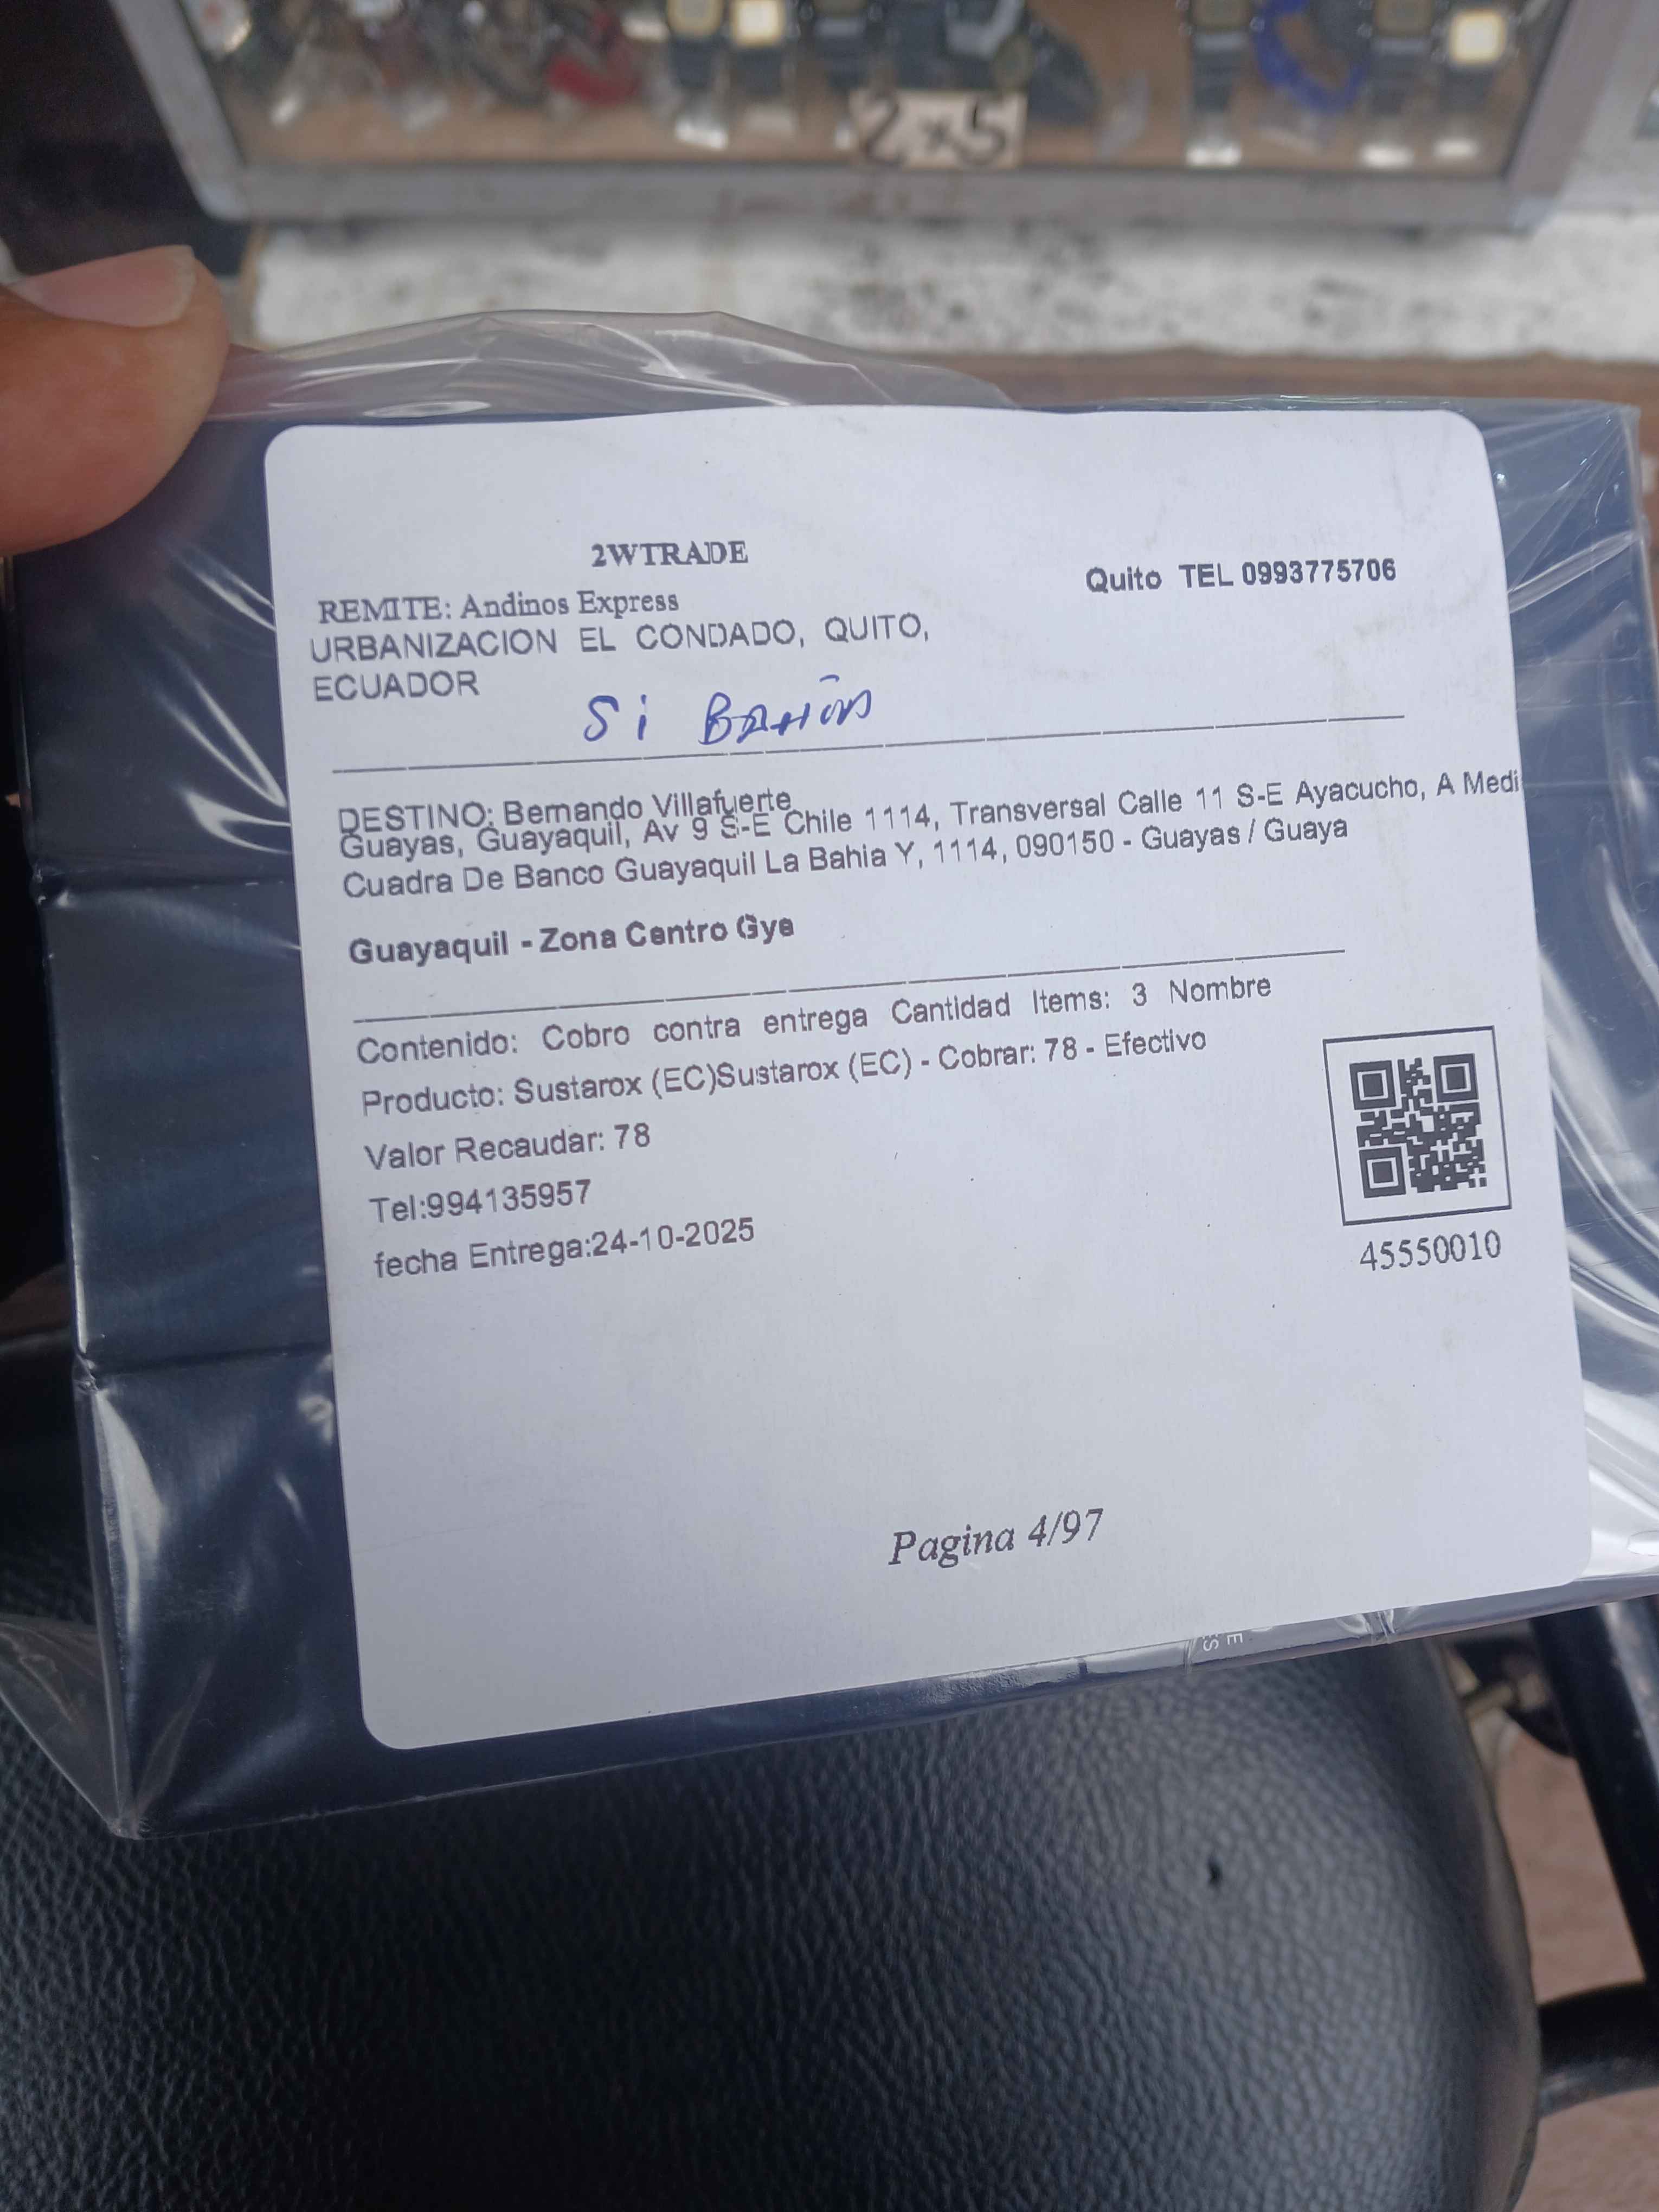 2 x 5
2WTRADE
Quito TEL 0993775706
REMITE: Andinos Express
URBANIZACION EL CONDADO, QUITO,
ECUADOR
Si BAHIA
DESTINO: Bernando Villafuerte
Guayas, Guayaquil, Av 9 S-E Chile 1114, Transversal Calle 11 S-E Ayacucho, A Medi
Cuadra De Banco Guayaquil La Bahia Y, 1114, 090150 - Guayas / Guaya
Guayaquil - Zona Centro Gye
Contenido: Cobro contra entrega Cantidad Items: 3 Nombre
Producto: Sustarox (EC)Sustarox (EC) - Cobrar: 78 - Efectivo
Valor Recaudar: 78
Tel:994135957
fecha Entrega:24-10-2025
45550010
Pagina 4/97